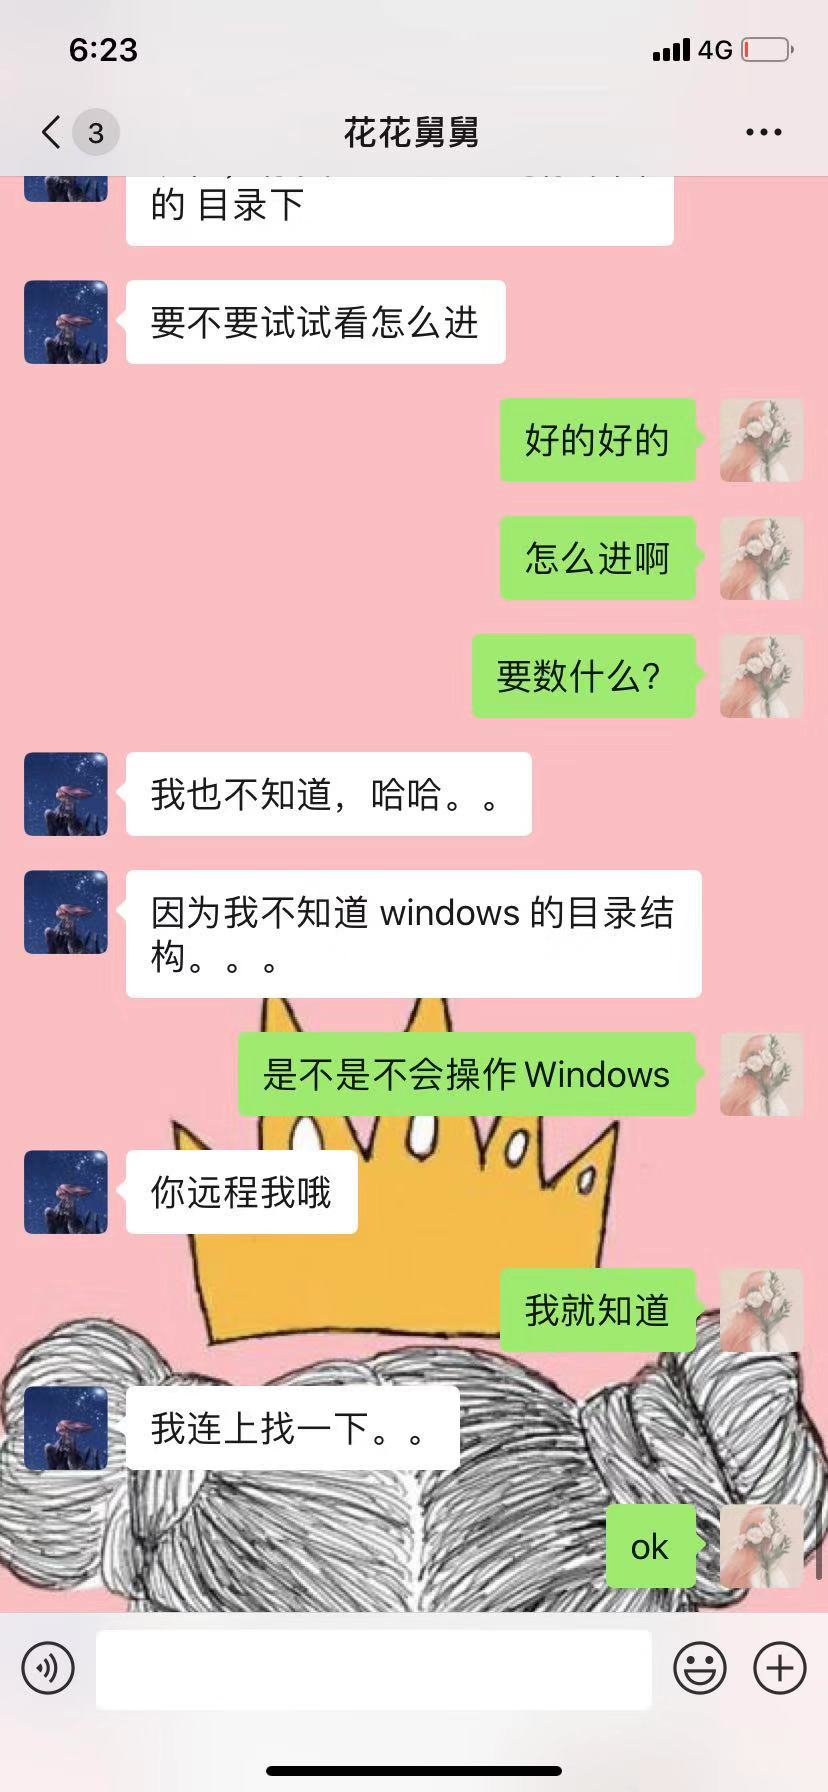 6:23
4G
3
花花舅舅
的 目录下
要不要试试看怎么进
好的好的
怎么进啊
要数什么?
我也不知道，哈哈。。
因为我不知道 windows 的目录结
构。。。
是不是不会操作 Windows
你远程我哦
我就知道
我连上找一下。。
ok